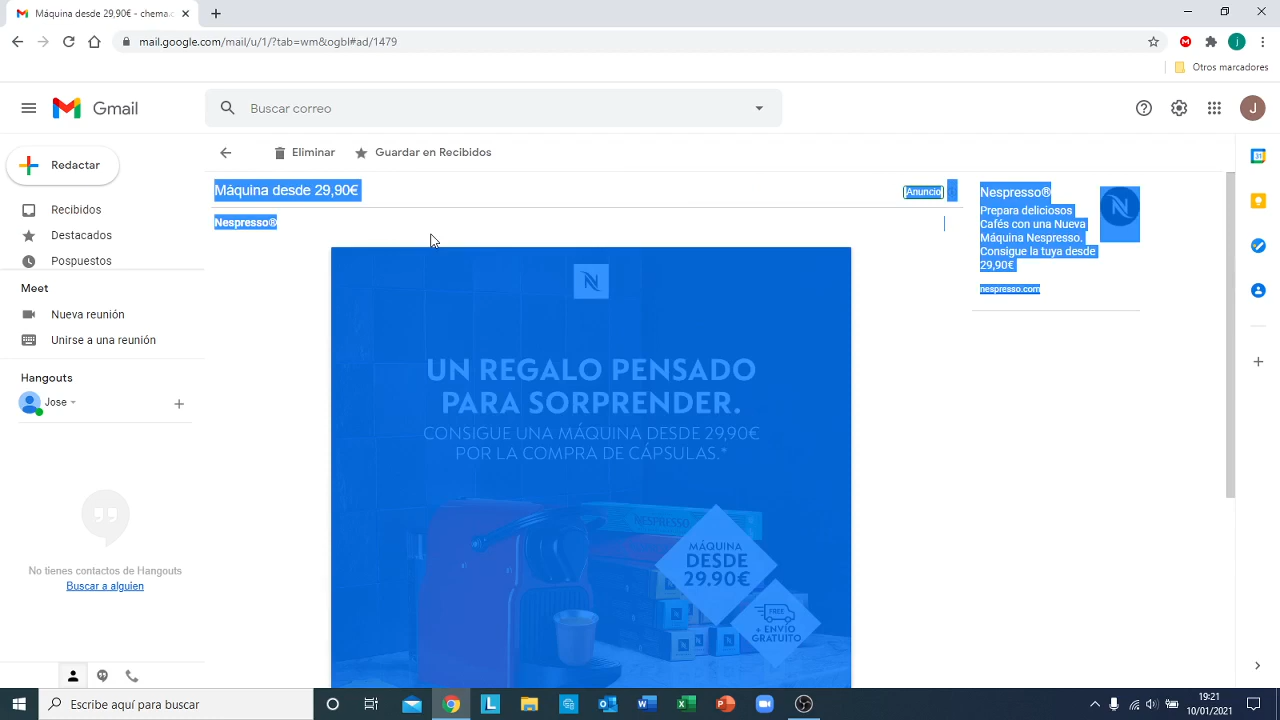 Máquina desde 29,90€ - chemax
mail.google.com/mail/u/1/?tab=wm&ogbl#ad/1479
j
Otros marcadores
Gmail
Buscar correo
J
Redactar
Eliminar
Guardar en Recibidos
Recibidos
Destacados
Pospuestos
Meet
Nueva reunión
Unirse a una reunión
Hangouts
Jose
No tienes contactos de Hangouts
Buscar a alguien
Máquina desde 29,90€
Anuncio
Nespresso®
N
UN REGALO PENSADO
PARA SORPRENDER.
CONSIGUE UNA MÁQUINA DESDE 29,90€
POR LA COMPRA DE CÁPSULAS.*
NESPRESSO
MÁQUINA
DESDE
29.90€
FREE
+ ENVÍO
GRATUITO
Nespresso®
Prepara deliciosos
Cafés con una Nueva
Máquina Nespresso.
Consigue la tuya desde
29,90€
nespresso.com
N
31
Escribe aquí para buscar
19:21
10/01/2021